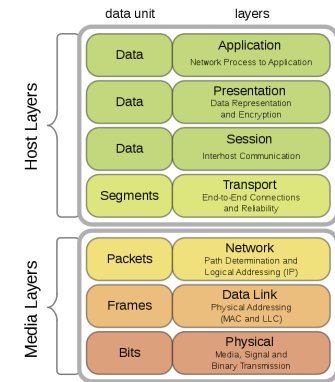 data unit layers
Host Layers
Data
Application
Network Process to Application
Data
Presentation
Data Representation
and Encryption
Data
Session
Interhost Communication
Segments
Transport
End-to-End Connections
and Reliability
Media Layers
Packets
Network
Path Determination and
Logical Addressing (IP)
Frames
Data Link
Physical Addressing
(MAC and LLC)
Bits
Physical
Media, Signal and
Binary Transmission